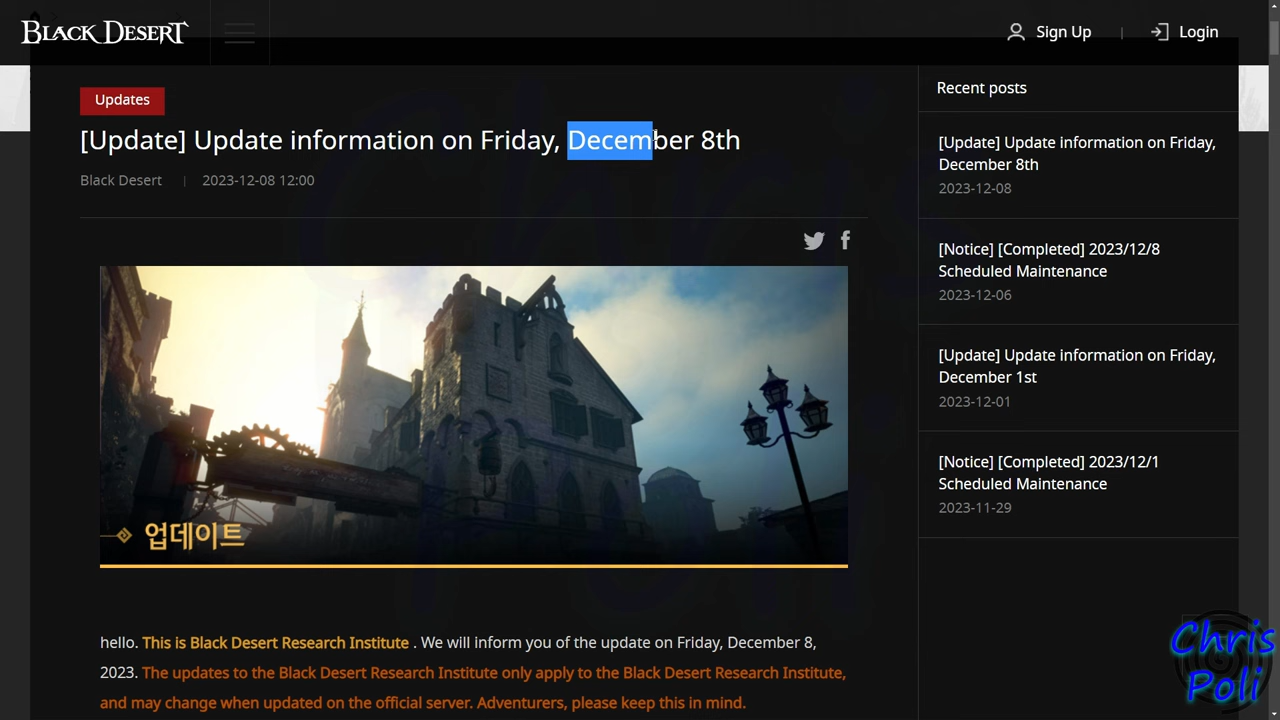 BLACK DESERT
Sign Up
Login
Updates
[Update] Update information on Friday, December 8th
Black Desert | 2023-12-08 12:00
업데이트
hello. This is Black Desert Research Institute . We will inform you of the update on Friday, December 8,
2023. The updates to the Black Desert Research Institute only apply to the Black Desert Research Institute,
and may change when updated on the official server. Adventurers, please keep this in mind.
Recent posts
[Update] Update information on Friday,
December 8th
2023-12-08
[Notice] [Completed] 2023/12/8
Scheduled Maintenance
2023-12-06
[Update] Update information on Friday,
December 1st
2023-12-01
[Notice] [Completed] 2023/12/1
Scheduled Maintenance
2023-11-29
Chris
Poli